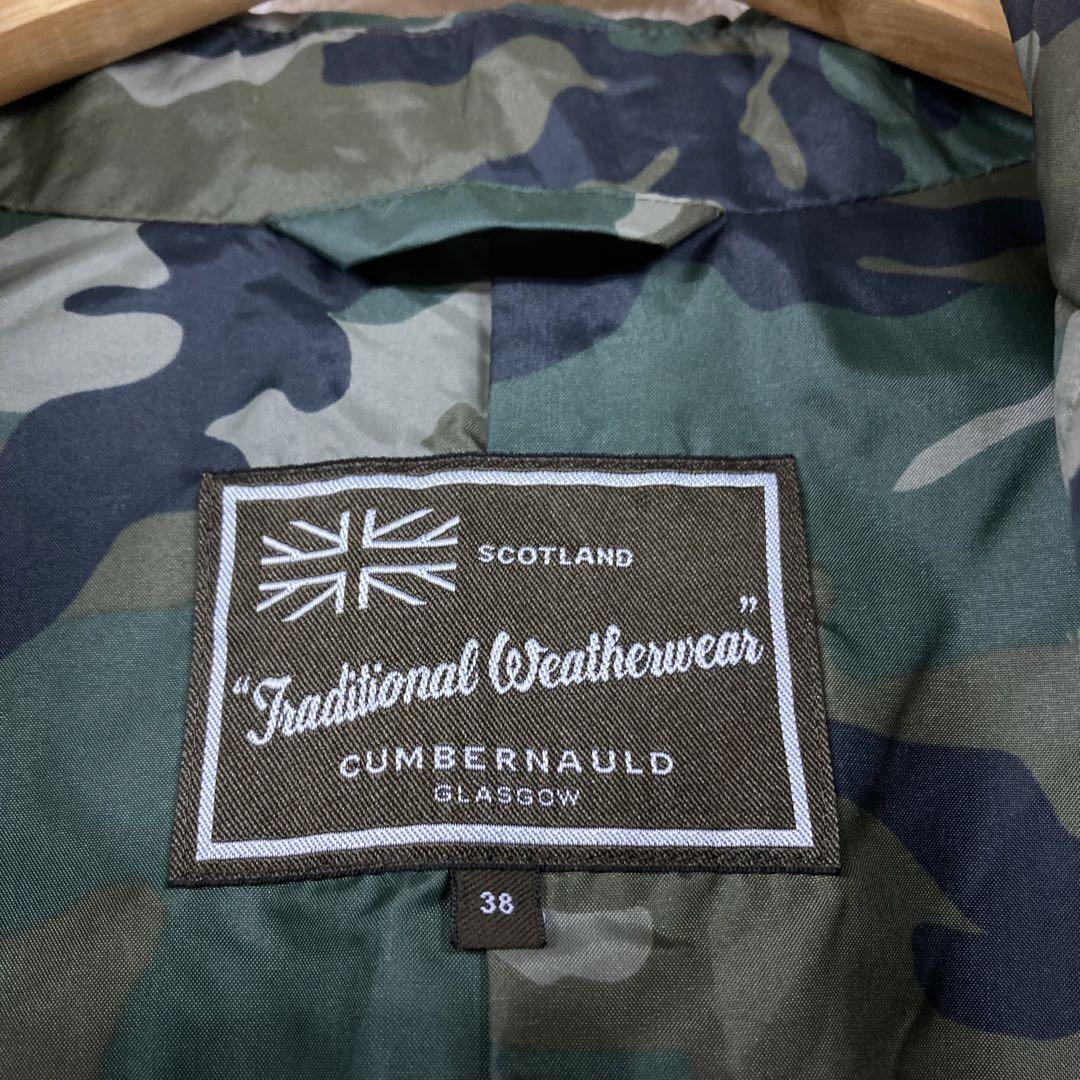 SCOTLAND
"Traditional Weatherwear"
CUMBERNAULD
GLASGOW
38